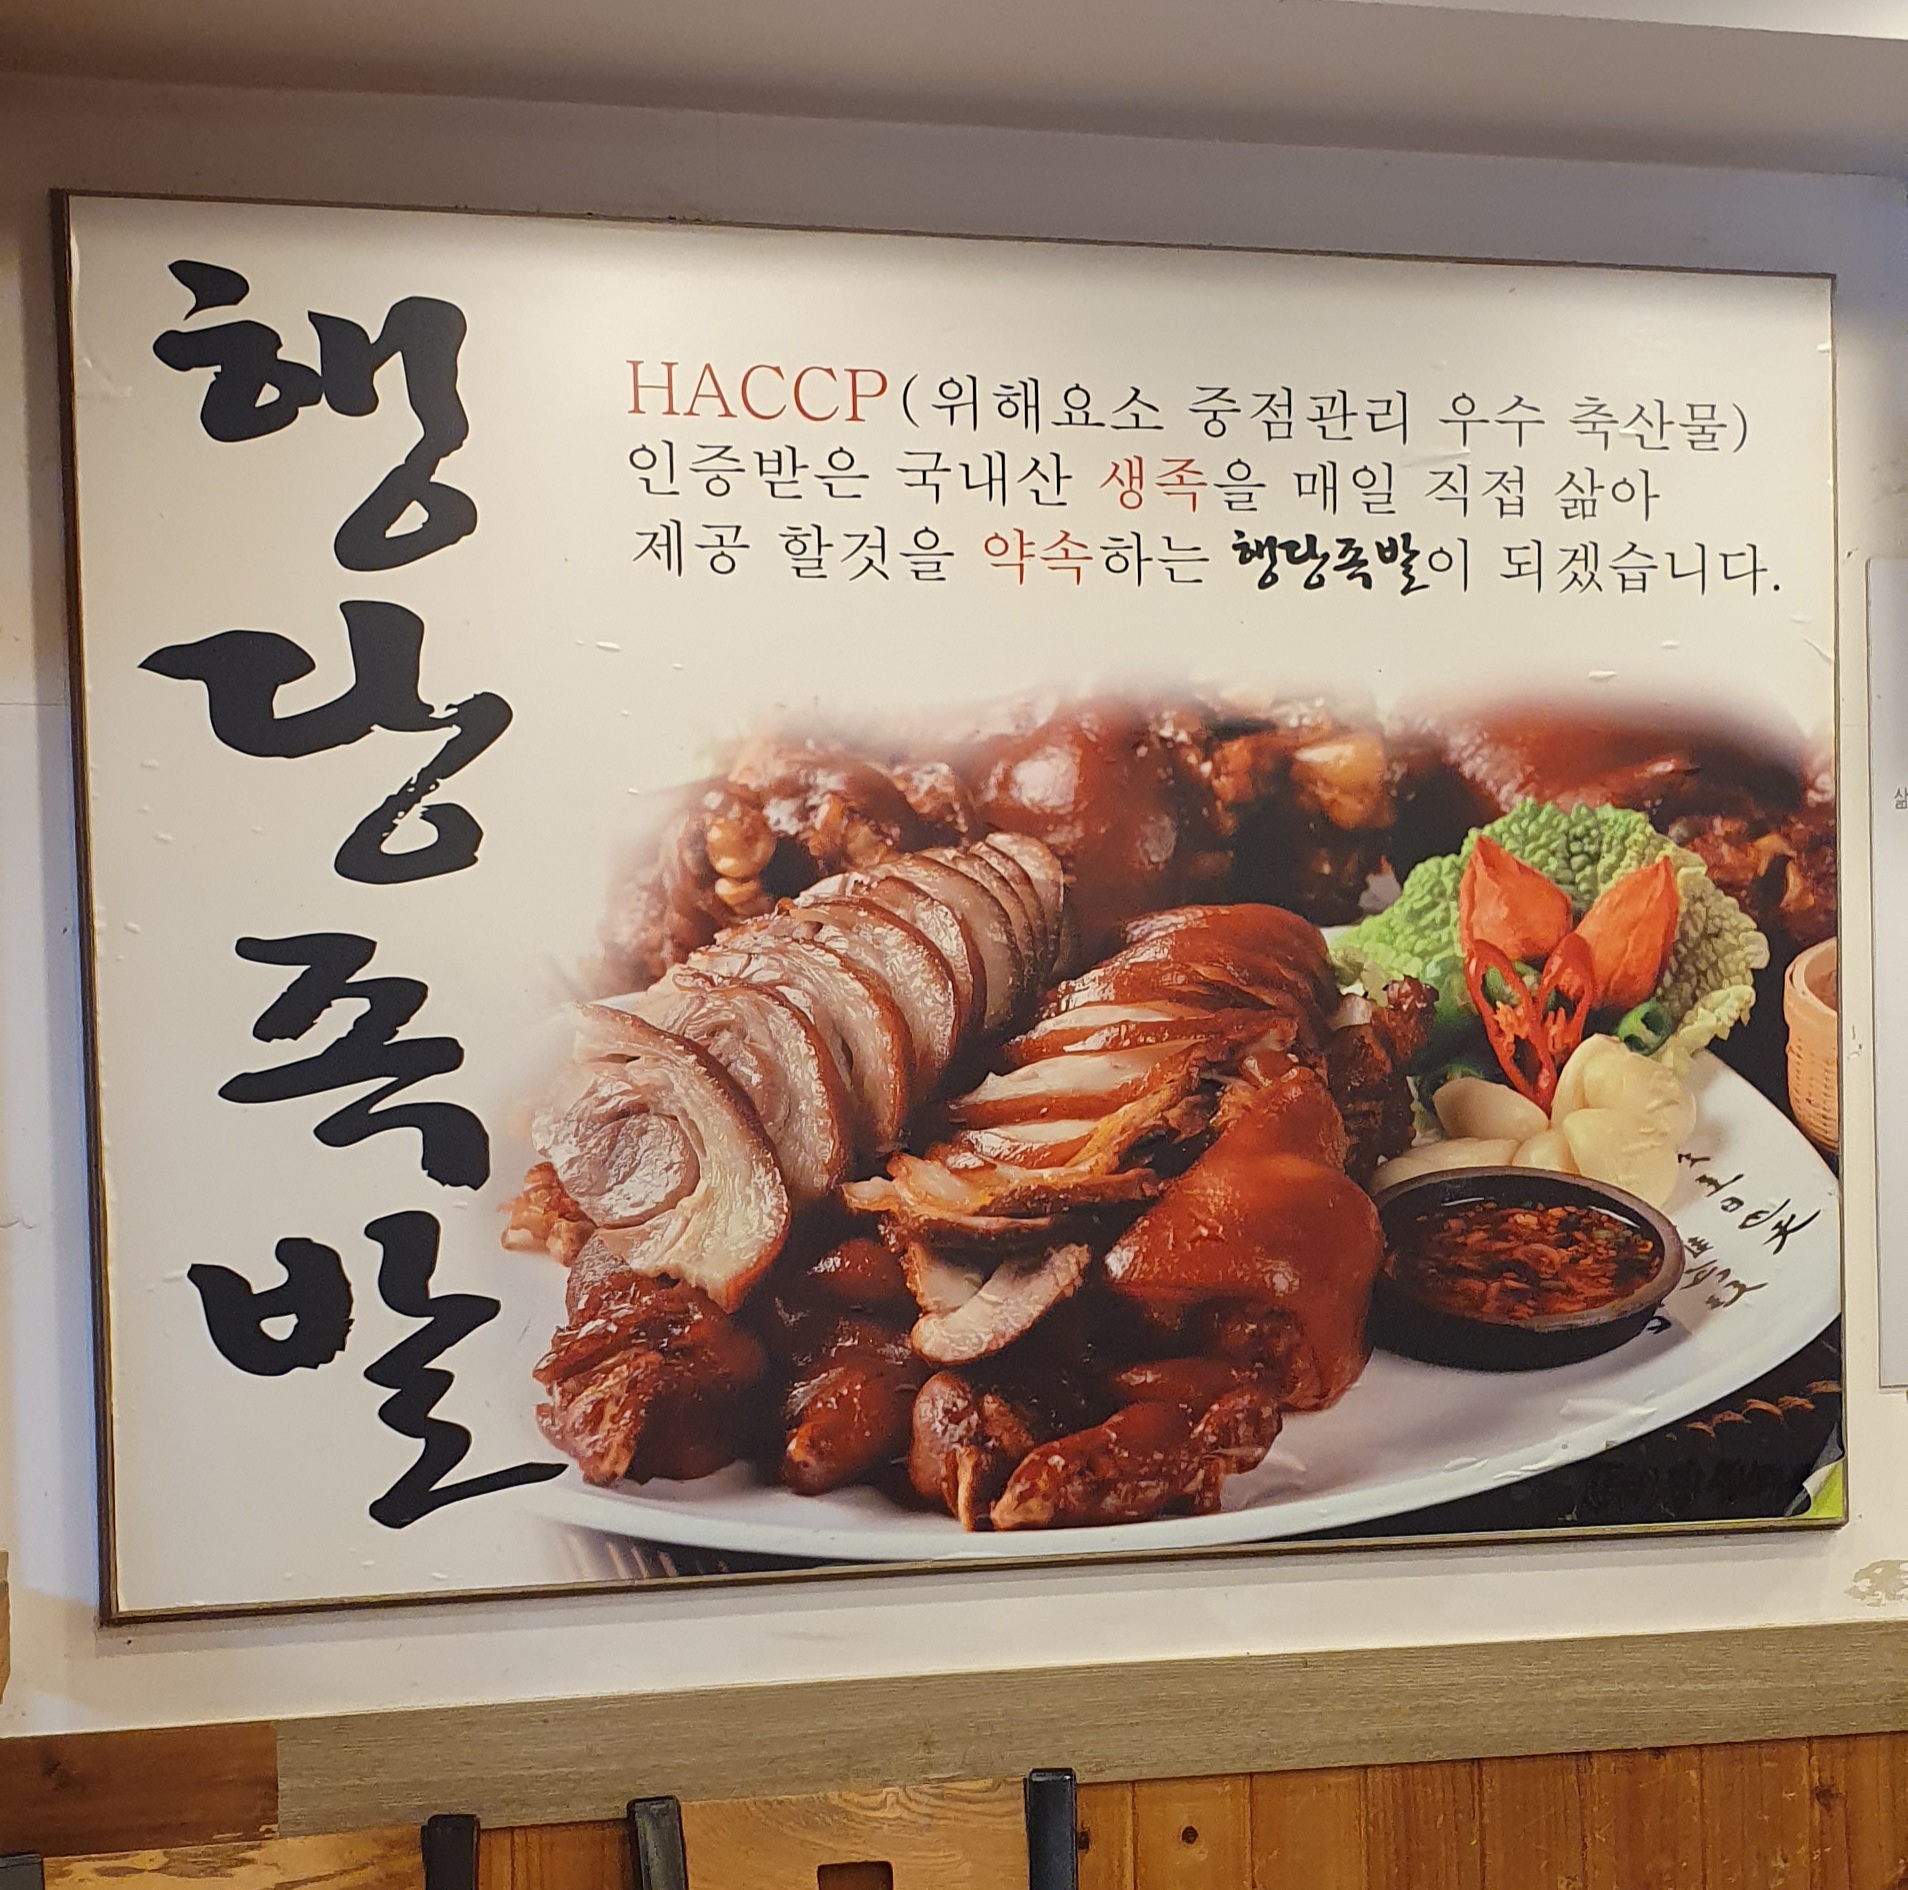 행당족발
HACCP(위해요소 중점관리 우수 축산물)
인증받은 국내산 생족을 매일 직접 삶아
제공 할것을 약속하는 행당족발이 되겠습니다.